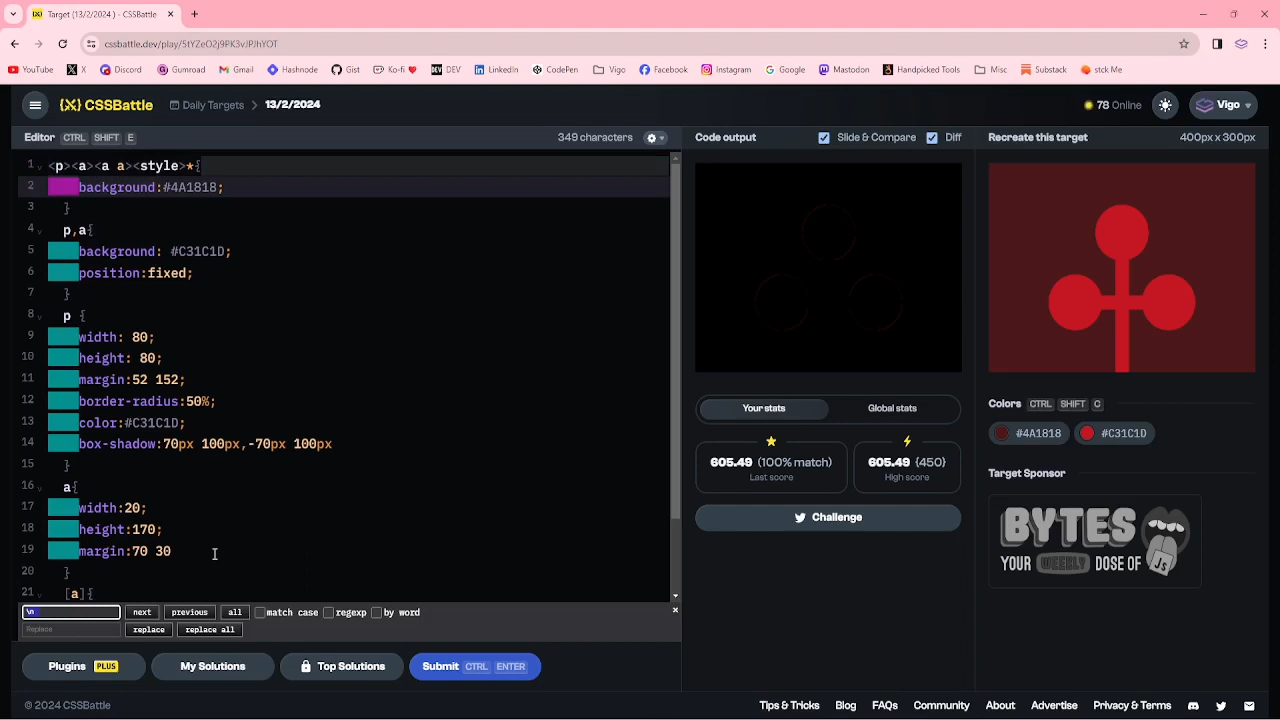 Target (13/2/2024 ) - CSSBattle
cssbattle.dev/play/5tYZeO2j9PK3vJPJhYOT
YouTube X Discord Gumroad Gmail Hashnode Gist Ko-fi DEV LinkedIn CodePen Vigo Facebook Instagram Google Mastodon Handpicked Tools Misc Substack stck Me
{X} CSSBattle Daily Targets > 13/2/2024 78 Online Vigo
Editor CTRL SHIFT E 349 characters
Code output Slide & Compare Diff
Recreate this target 400px x 300px
1 <p><a><a a><style>*{
2 background:#4A1818;
3 }
4 p,a{
5 background: #C31C1D;
6 position:fixed;
7 }
8 p {
9 width: 80;
10 height: 80;
11 margin:52 152;
12 border-radius:50%;
13 color:#C31C1D;
14 box-shadow:70px 100px,-70px 100px
15 }
16 a{
17 width:20;
18 height:170;
19 margin:70 30
20 }
21 [a]{
\n next previous all match case regexp by word
Replace replace replace all
Plugins PLUS My Solutions Top Solutions Submit CTRL ENTER
Your stats Global stats
605.49 (100% match)
Last score
605.49 {450}
High score
Challenge
Colors CTRL SHIFT C
#4A1818 #C31C1D
Target Sponsor
BYTES
YOUR WEEKLY DOSE OF JS
© 2024 CSSBattle
Tips & Tricks Blog FAQs Community About Advertise Privacy & Terms